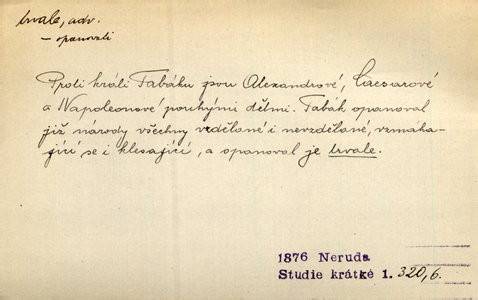 trvale, adv.
– opanovati
Proti králi Tabáku jsou Alexandrové, Caesarové
a Napoleonové pouhými dětmi. Tabák opanoval
již národy všechny vzdělané i nevzdělané, vzmáha-
jící se i klesající, a opanoval je trvale.
1876 Neruda
Studie krátké 1. 320,6.